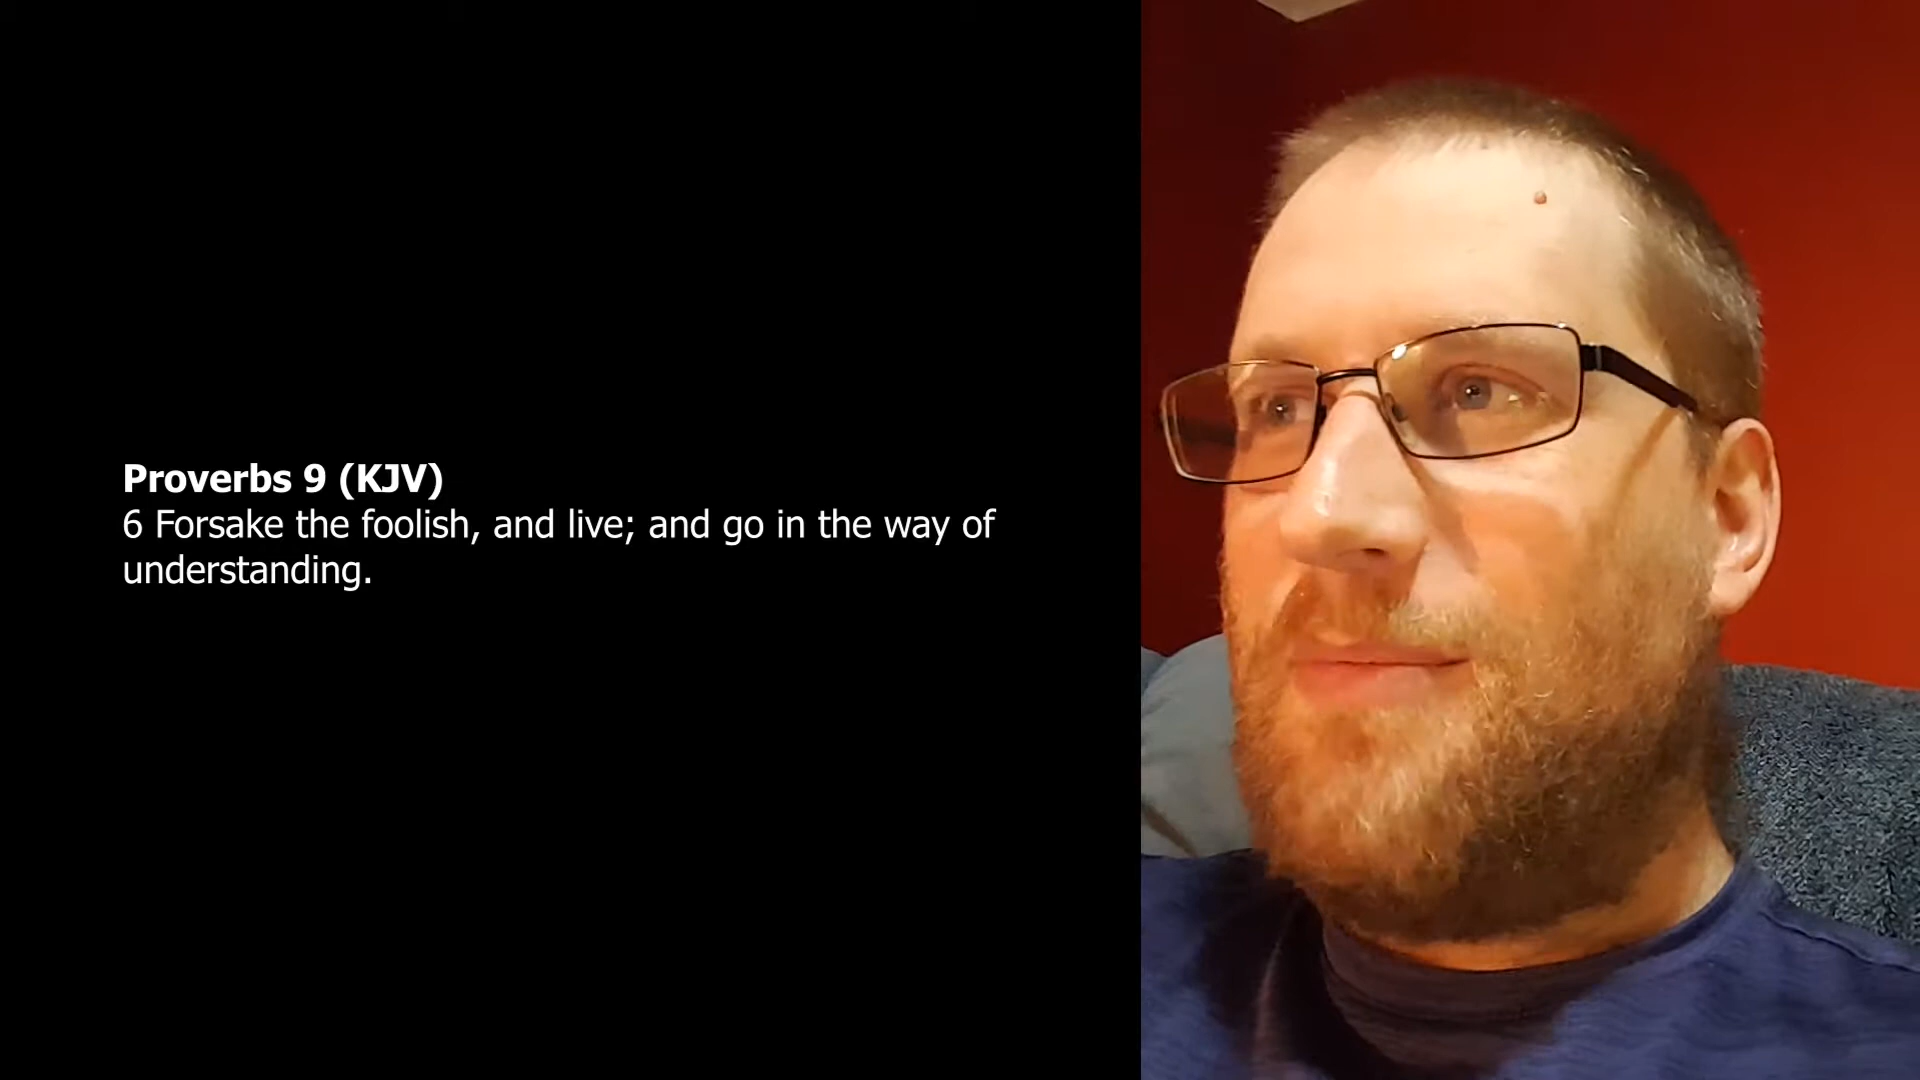 Proverbs 9 (KJV)
6 Forsake the foolish, and live; and go in the way of
understanding.